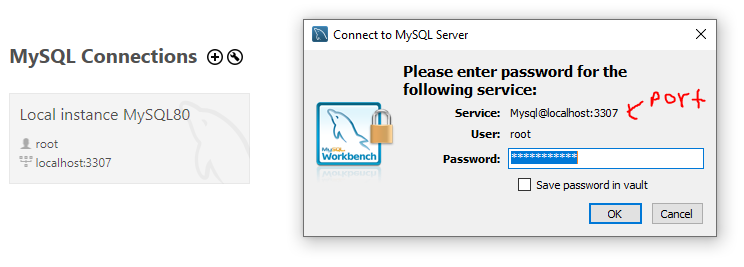 MySQL Connections
Local instance MySQL80
root
localhost:3307
Connect to MySQL Server
Please enter password for the
following service:
Service: Mysql@localhost:3307
port
User: root
MySQL
Workbench
Password: ***********
Save password in vault
OK Cancel